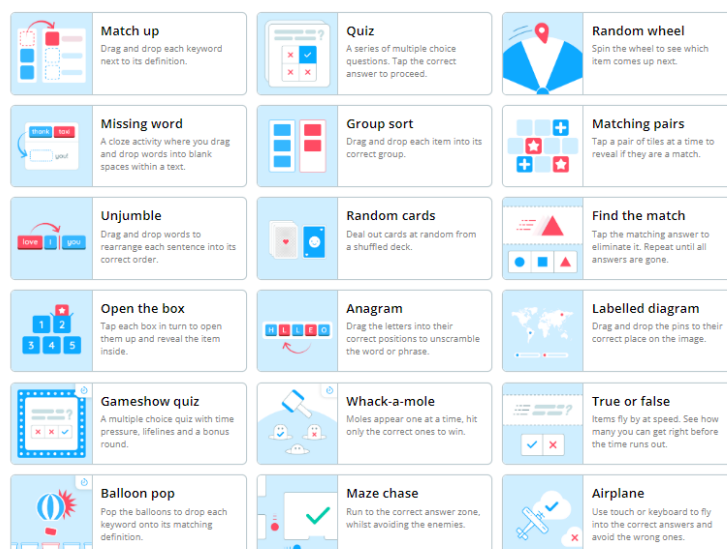 Match up
Drag and drop each keyword
next to its definition.
Quiz
A series of multiple choice
questions. Tap the correct
answer to proceed.
Random wheel
Spin the wheel to see which
item comes up next.
Missing word
A cloze activity where you drag
and drop words into blank
spaces within a text.
thank taxi
you!
Group sort
Drag and drop each item into its
correct group.
Matching pairs
Tap a pair of tiles at a time to
reveal if they are a match.
Unjumble
Drag and drop words to
rearrange each sentence into its
correct order.
love I you
Random cards
Deal out cards at random from
a shuffled deck.
Find the match
Tap the matching answer to
eliminate it. Repeat until all
answers are gone.
Open the box
Tap each box in turn to open
them up and reveal the item
inside.
1 2
3 4 5
Anagram
Drag the letters into their
correct positions to unscramble
the word or phrase.
H L L E O
Labelled diagram
Drag and drop the pins to their
correct place on the image.
Gameshow quiz
A multiple choice quiz with time
pressure, lifelines and a bonus
round.
?
Whack-a-mole
Moles appear one at a time, hit
only the correct ones to win.
True or false
Items fly by at speed. See how
many you can get right before
the time runs out.
?
Balloon pop
Pop the balloons to drop each
keyword onto its matching
definition.
Maze chase
Run to the correct answer zone,
whilst avoiding the enemies.
Airplane
Use touch or keyboard to fly
into the correct answers and
avoid the wrong ones.